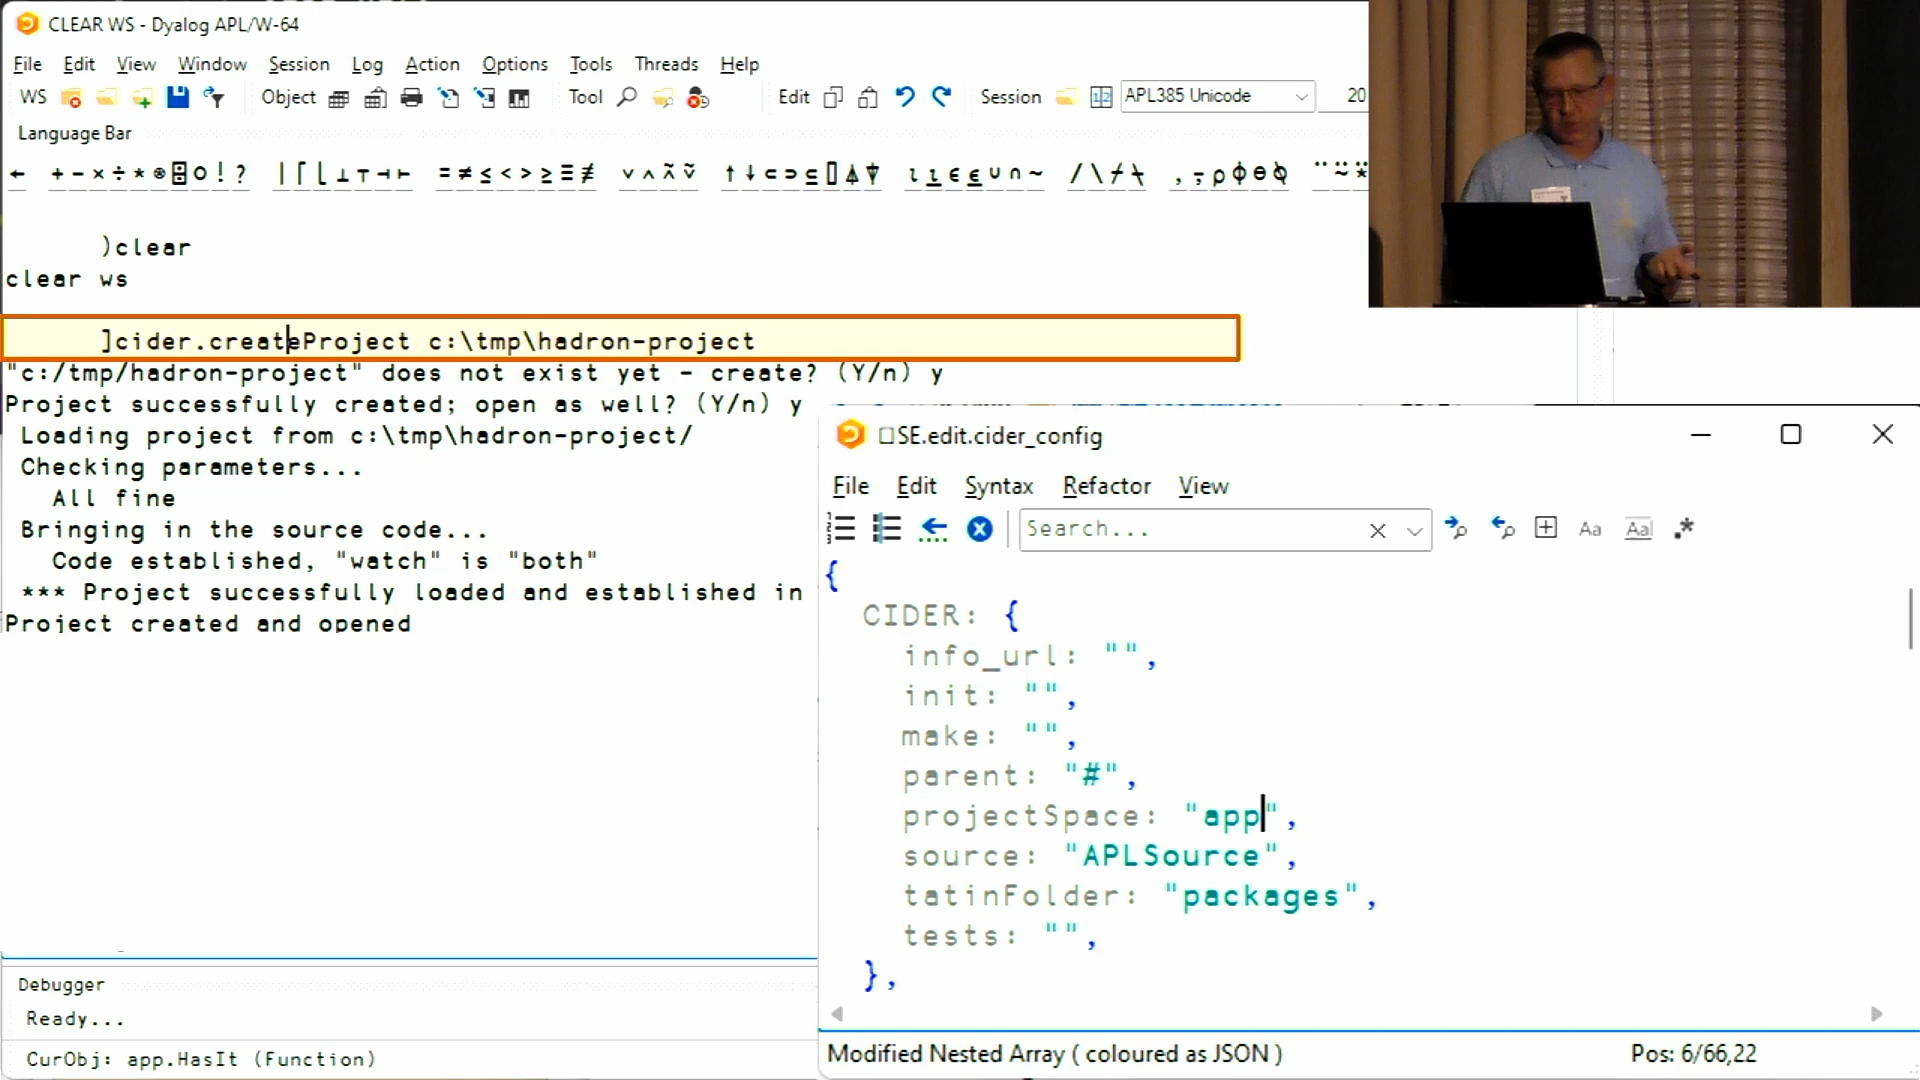 CLEAR WS - Dyalog APL/W-64
File Edit View Window Session Log Action Options Tools Threads Help
WS Object Tool Edit Session APL385 Unicode 20
Language Bar
← + - × ÷ * ⍟ ⌹ ○ ! ? | ⌈ ⌊ ⊥ ⊤ ⊣ ⊢ = ≠ ≤ < > ≥ ≡ ≢ ∨ ∧ ⍲ ⍱ ↑ ↓ ⊂ ⊃ ⊆ ⌷ ⍋ ⍒ ⍳ ⍸ ∊ ⍷ ∪ ∩ ~ / \ ⌿ ⍀ , ⍪ ⍴ ⌽ ⊖ ⍉ ¨ ⍨ ⍣
)clear
clear ws
]cider.createProject c:\tmp\hadron-project
"c:/tmp/hadron-project" does not exist yet - create? (Y/n) y
Project successfully created; open as well? (Y/n) y
Loading project from c:\tmp\hadron-project/
Checking parameters...
All fine
Bringing in the source code...
Code established, "watch" is "both"
*** Project successfully loaded and established in
Project created and opened
Debugger
Ready...
CurObj: app.HasIt (Function)
⎕SE.edit.cider_config
File Edit Syntax Refactor View
Search... Aa Aa .*
{
CIDER: {
info_url: "",
init: "",
make: "",
parent: "#",
projectSpace: "app",
source: "APLSource",
tatinFolder: "packages",
tests: "",
},
Modified Nested Array ( coloured as JSON ) Pos: 6/66,22